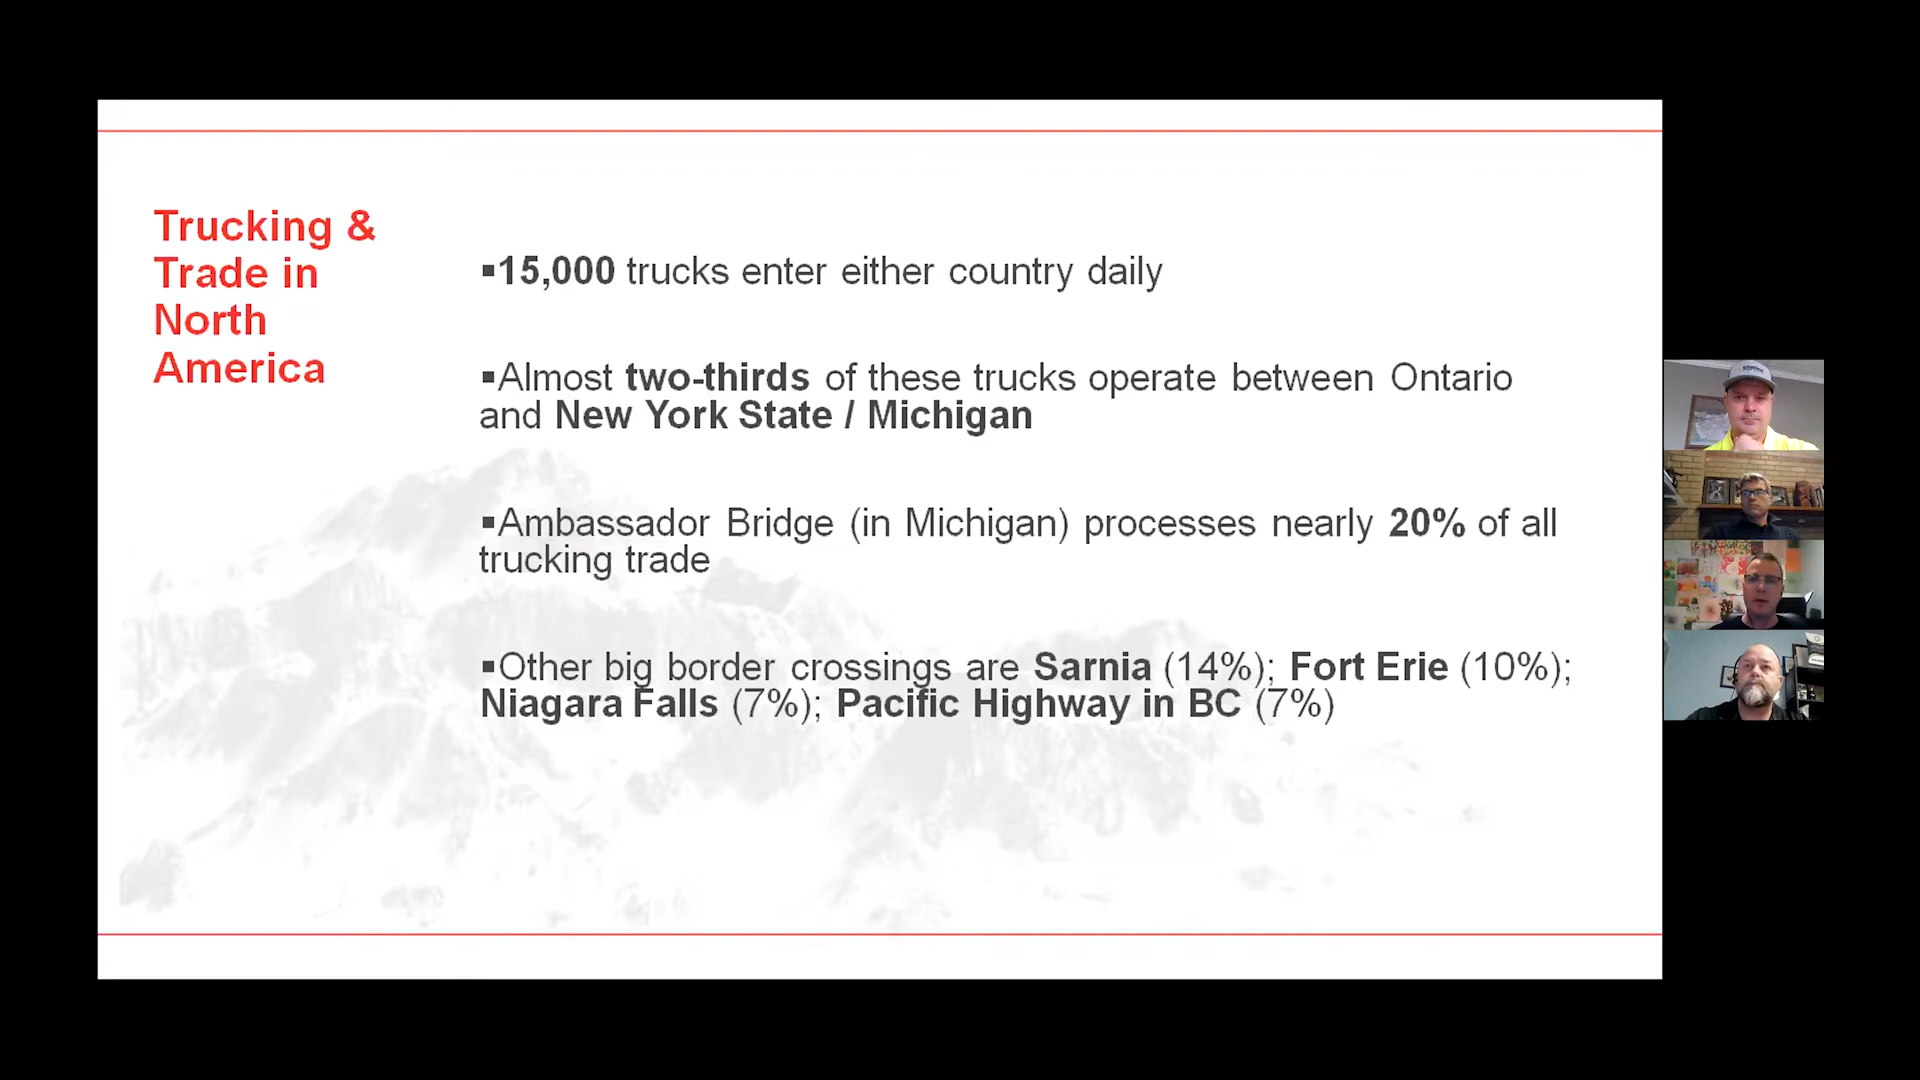 Trucking &
Trade in
North
America
▪15,000 trucks enter either country daily
▪Almost two-thirds of these trucks operate between Ontario
and New York State / Michigan
▪Ambassador Bridge (in Michigan) processes nearly 20% of all
trucking trade
▪Other big border crossings are Sarnia (14%); Fort Erie (10%);
Niagara Falls (7%); Pacific Highway in BC (7%)